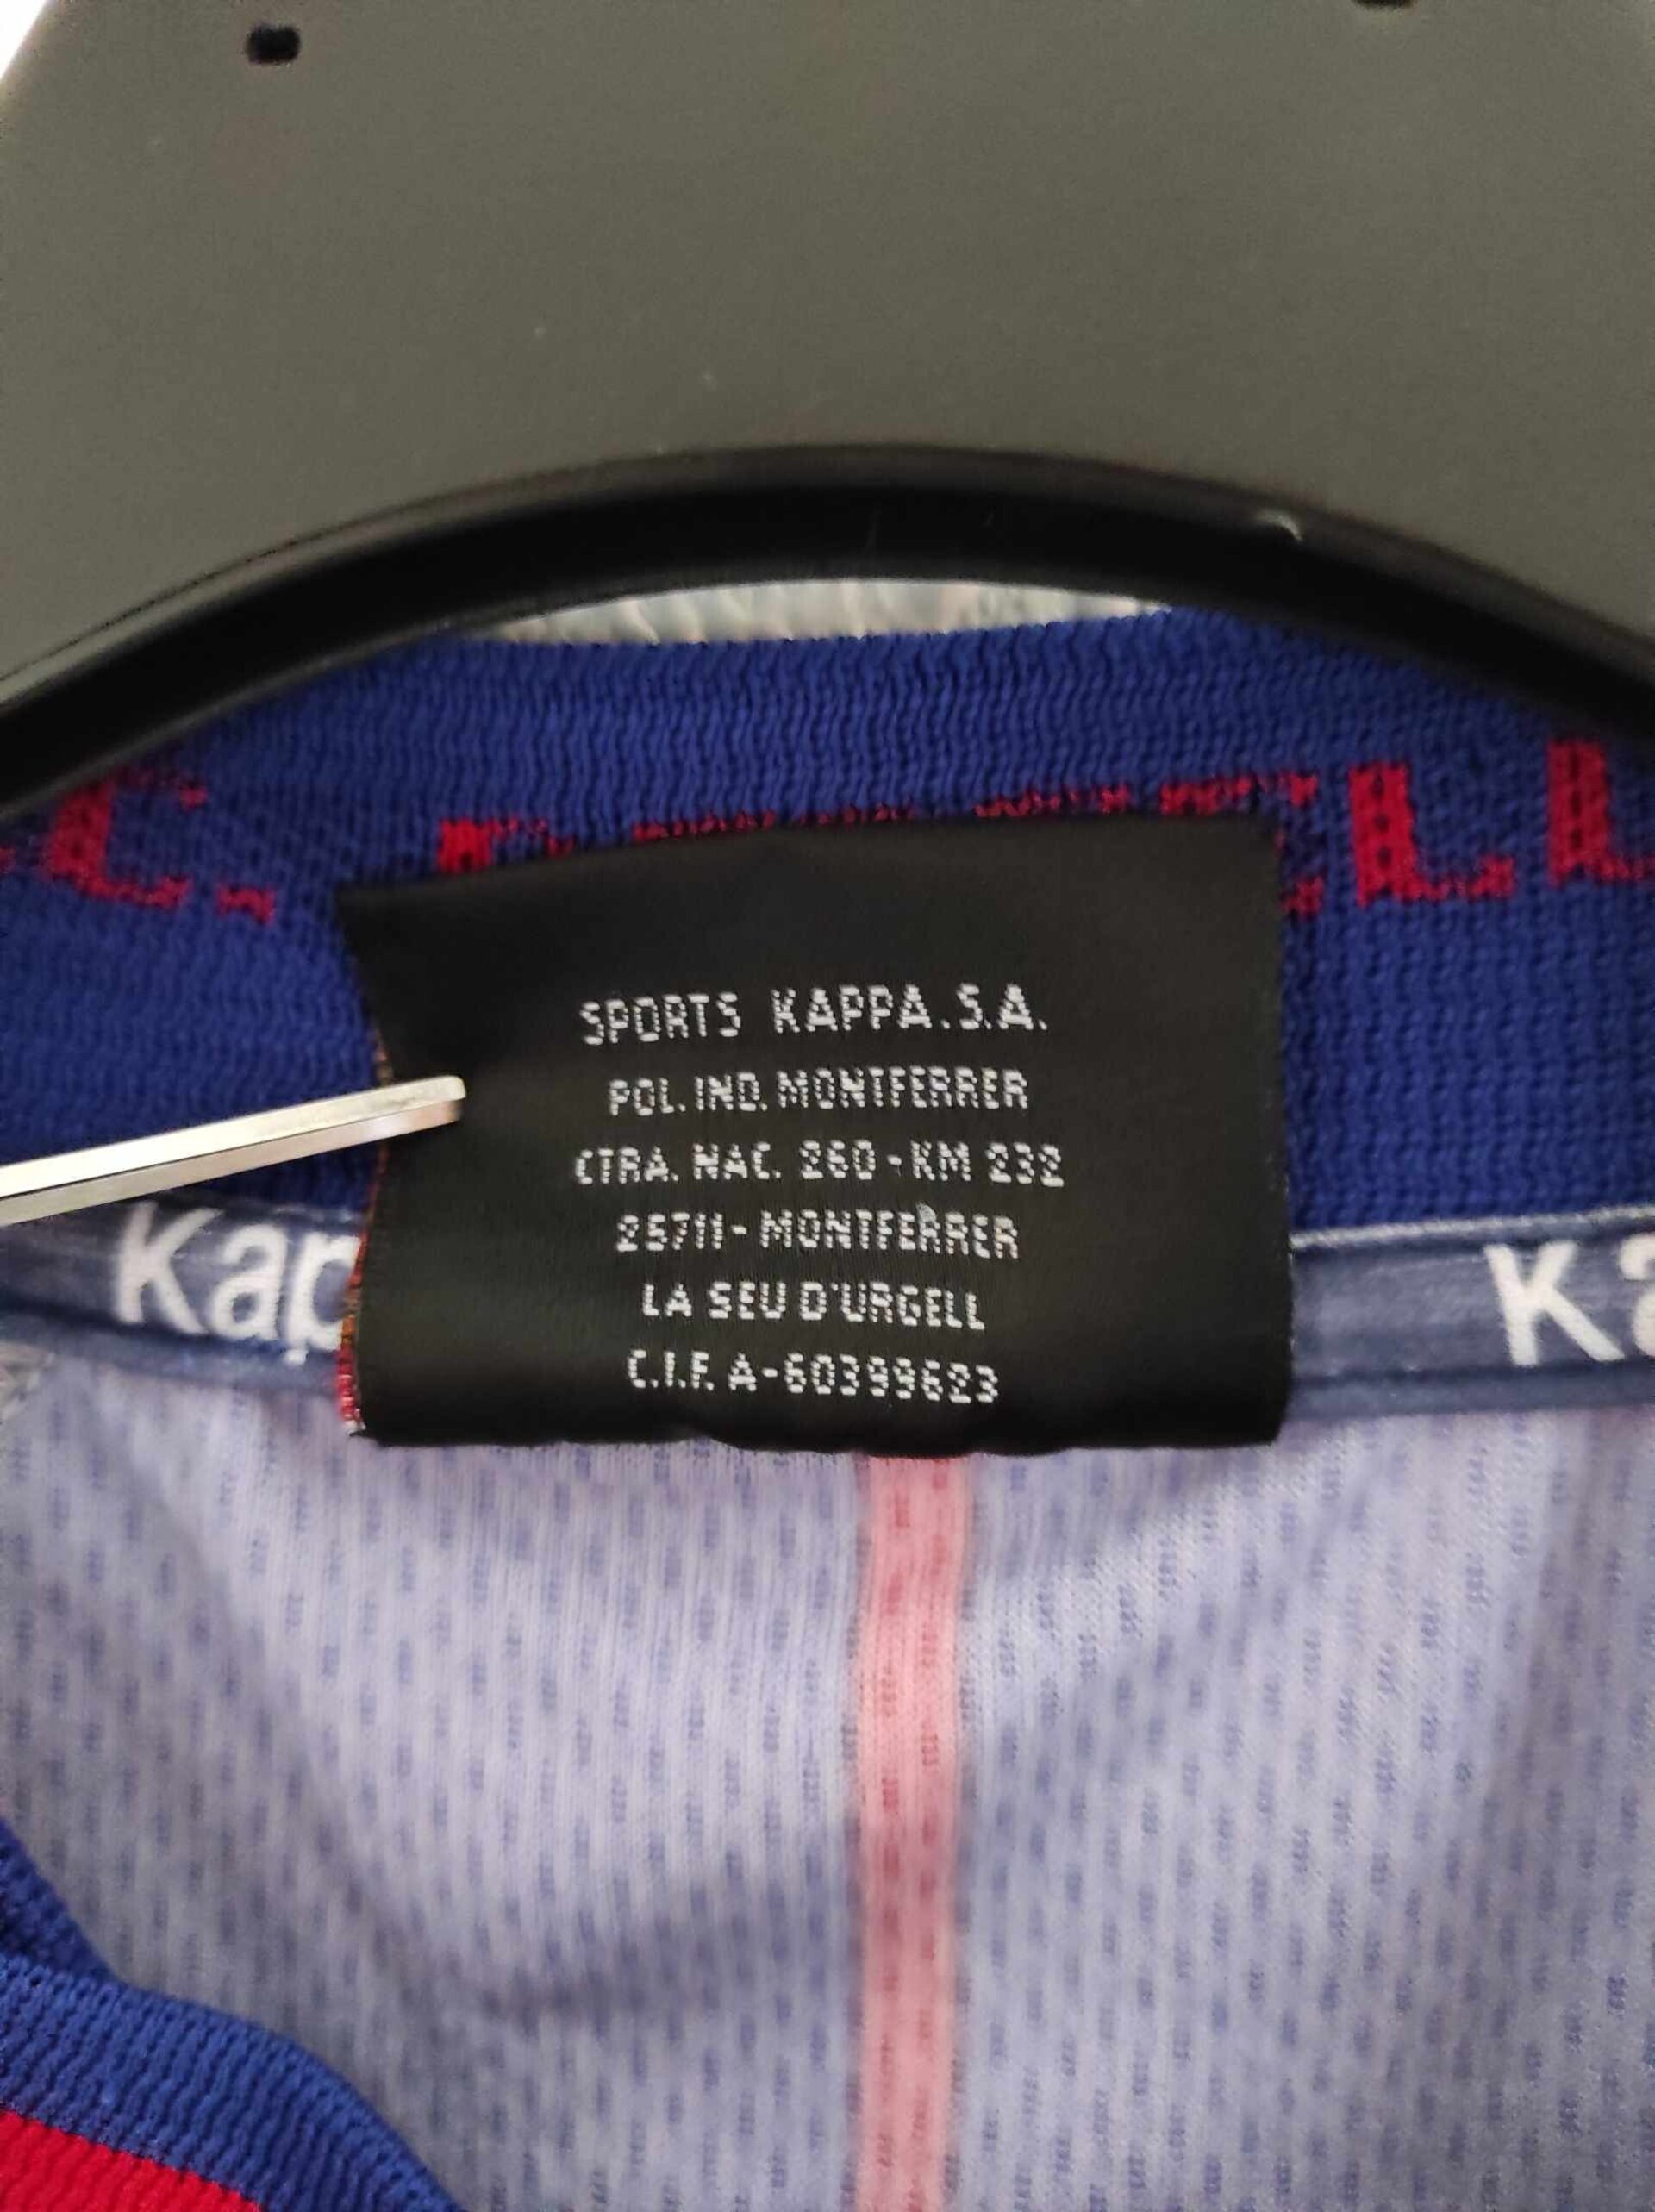 SPORTS KAPPA.S.A.
POL. IND. MONTFERRER
CTRA. NAC. 260 - KM 232
25711 - MONTFERRER
LA SEU D'URGELL
C.I.F. A-60399623